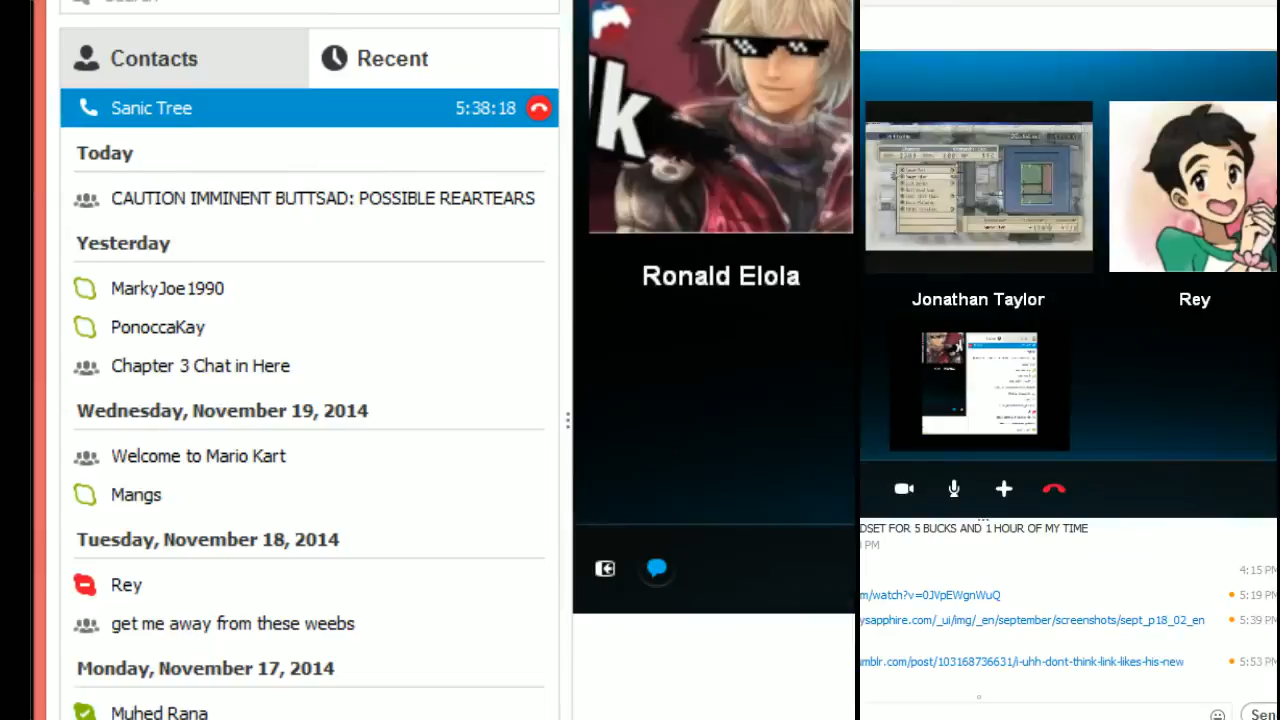 Contacts
Recent
Sanic Tree 5:38:18
Today
CAUTION IMMINENT BUTTSAD: POSSIBLE REARTEARS
Yesterday
MarkyJoe1990
PonoccaKay
Chapter 3 Chat in Here
Wednesday, November 19, 2014
Welcome to Mario Kart
Mangs
Tuesday, November 18, 2014
Rey
get me away from these weebs
Monday, November 17, 2014
Muhed Rana
lk
Ronald Elola
Jonathan Taylor
Rey
DSET FOR 5 BUCKS AND 1 HOUR OF MY TIME
PM
4:15 PM
m/watch?v=0JVpEWgnWuQ 5:19 PM
ysapphire.com/_ui/img/_en/september/screenshots/sept_p18_02_en 5:39 PM
mblr.com/post/103168736631/i-uhh-dont-think-link-likes-his-new 5:53 PM
Sen